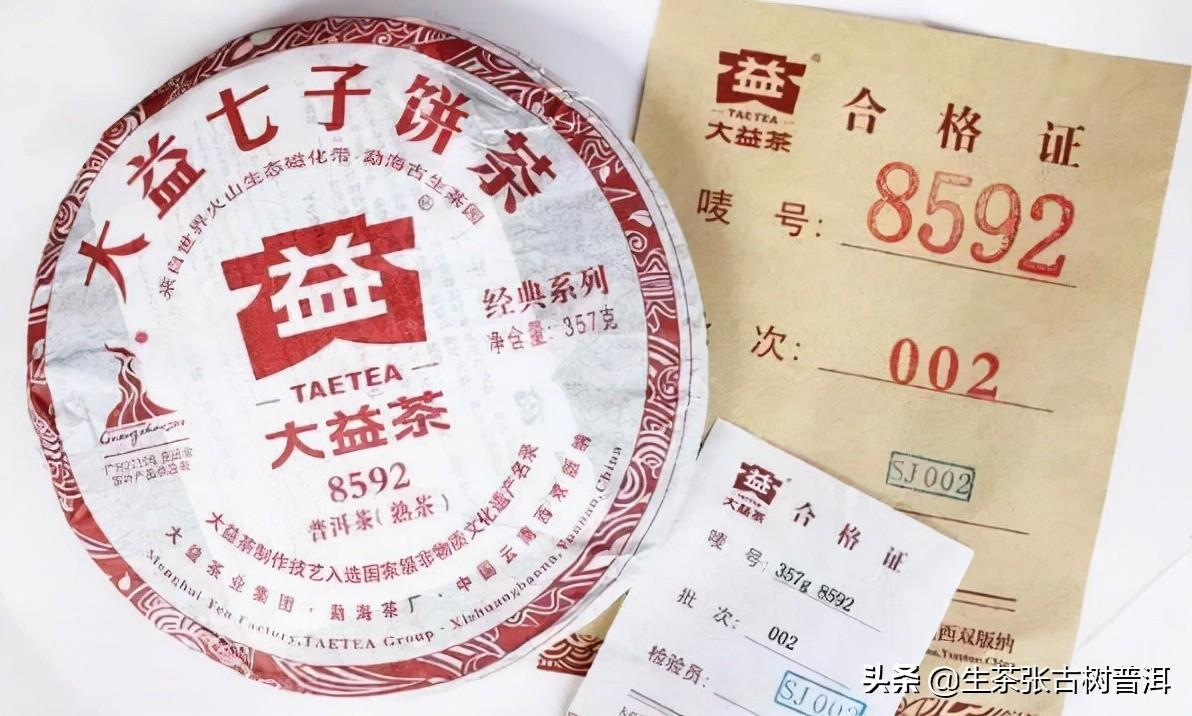 大益七子饼茶
火山生态磁化带·勐海古生茶园
益
®
TAETEA
大益茶
8592
普洱茶(熟茶)
经典系列
净含量:357克
大益茶制作技艺入选国家级非物质文化遗产名录
大益茶业集团·勐海茶厂·中国云南西双版纳
Menghai Tea Factory,TAETEA Group·Xishuangbanna,Yunnan,China
益
TAETEA
大益茶
合格证
唛号:8592
次:002
SJ002
西双版纳
益
大益茶
合格证
唛号:357g 8592
批次:002
检验员:SJ002
头条 @生茶张古树普洱